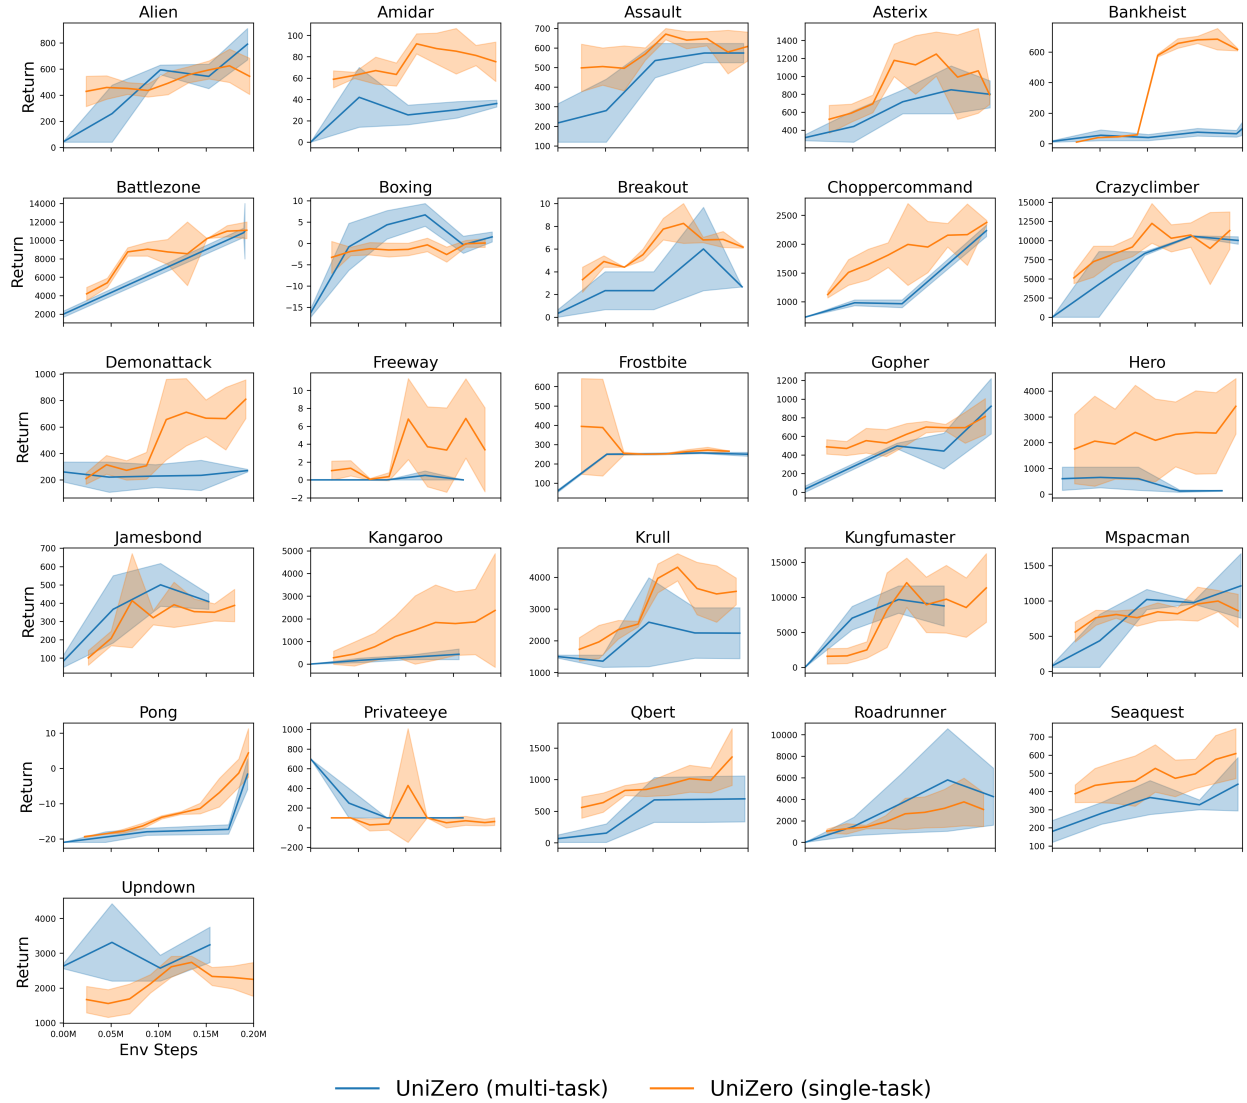 Alien Amidar Assault Asterix Bankheist
Return
800 600 400 200 0
100 80 60 40 20 0
700 600 500 400 300 200 100
1400 1200 1000 800 600 400
600 400 200 0
Battlezone Boxing Breakout Choppercommand Crazyclimber
Return
14000 12000 10000 8000 6000 4000 2000
10 5 0 −5 −10 −15
10 8 6 4 2 0
2500 2000 1500 1000
15000 12500 10000 7500 5000 2500 0
Demonattack Freeway Frostbite Gopher Hero
Return
1000 800 600 400 200
12 10 8 6 4 2 0 −2
600 500 400 300 200 100
1200 1000 800 600 400 200 0
4000 3000 2000 1000 0
Jamesbond Kangaroo Krull Kungfumaster Mspacman
Return
700 600 500 400 300 200 100
5000 4000 3000 2000 1000 0
4000 3000 2000 1000
15000 10000 5000 0
1500 1000 500 0
Pong Privateeye Qbert Roadrunner Seaquest
Return
10 0 −10 −20
1000 800 600 400 200 0 −200
1500 1000 500 0
10000 8000 6000 4000 2000 0
700 600 500 400 300 200 100
Upndown
Return
4000 3000 2000 1000
0.00M 0.05M 0.10M 0.15M 0.20M
Env Steps
UniZero (multi-task) UniZero (single-task)